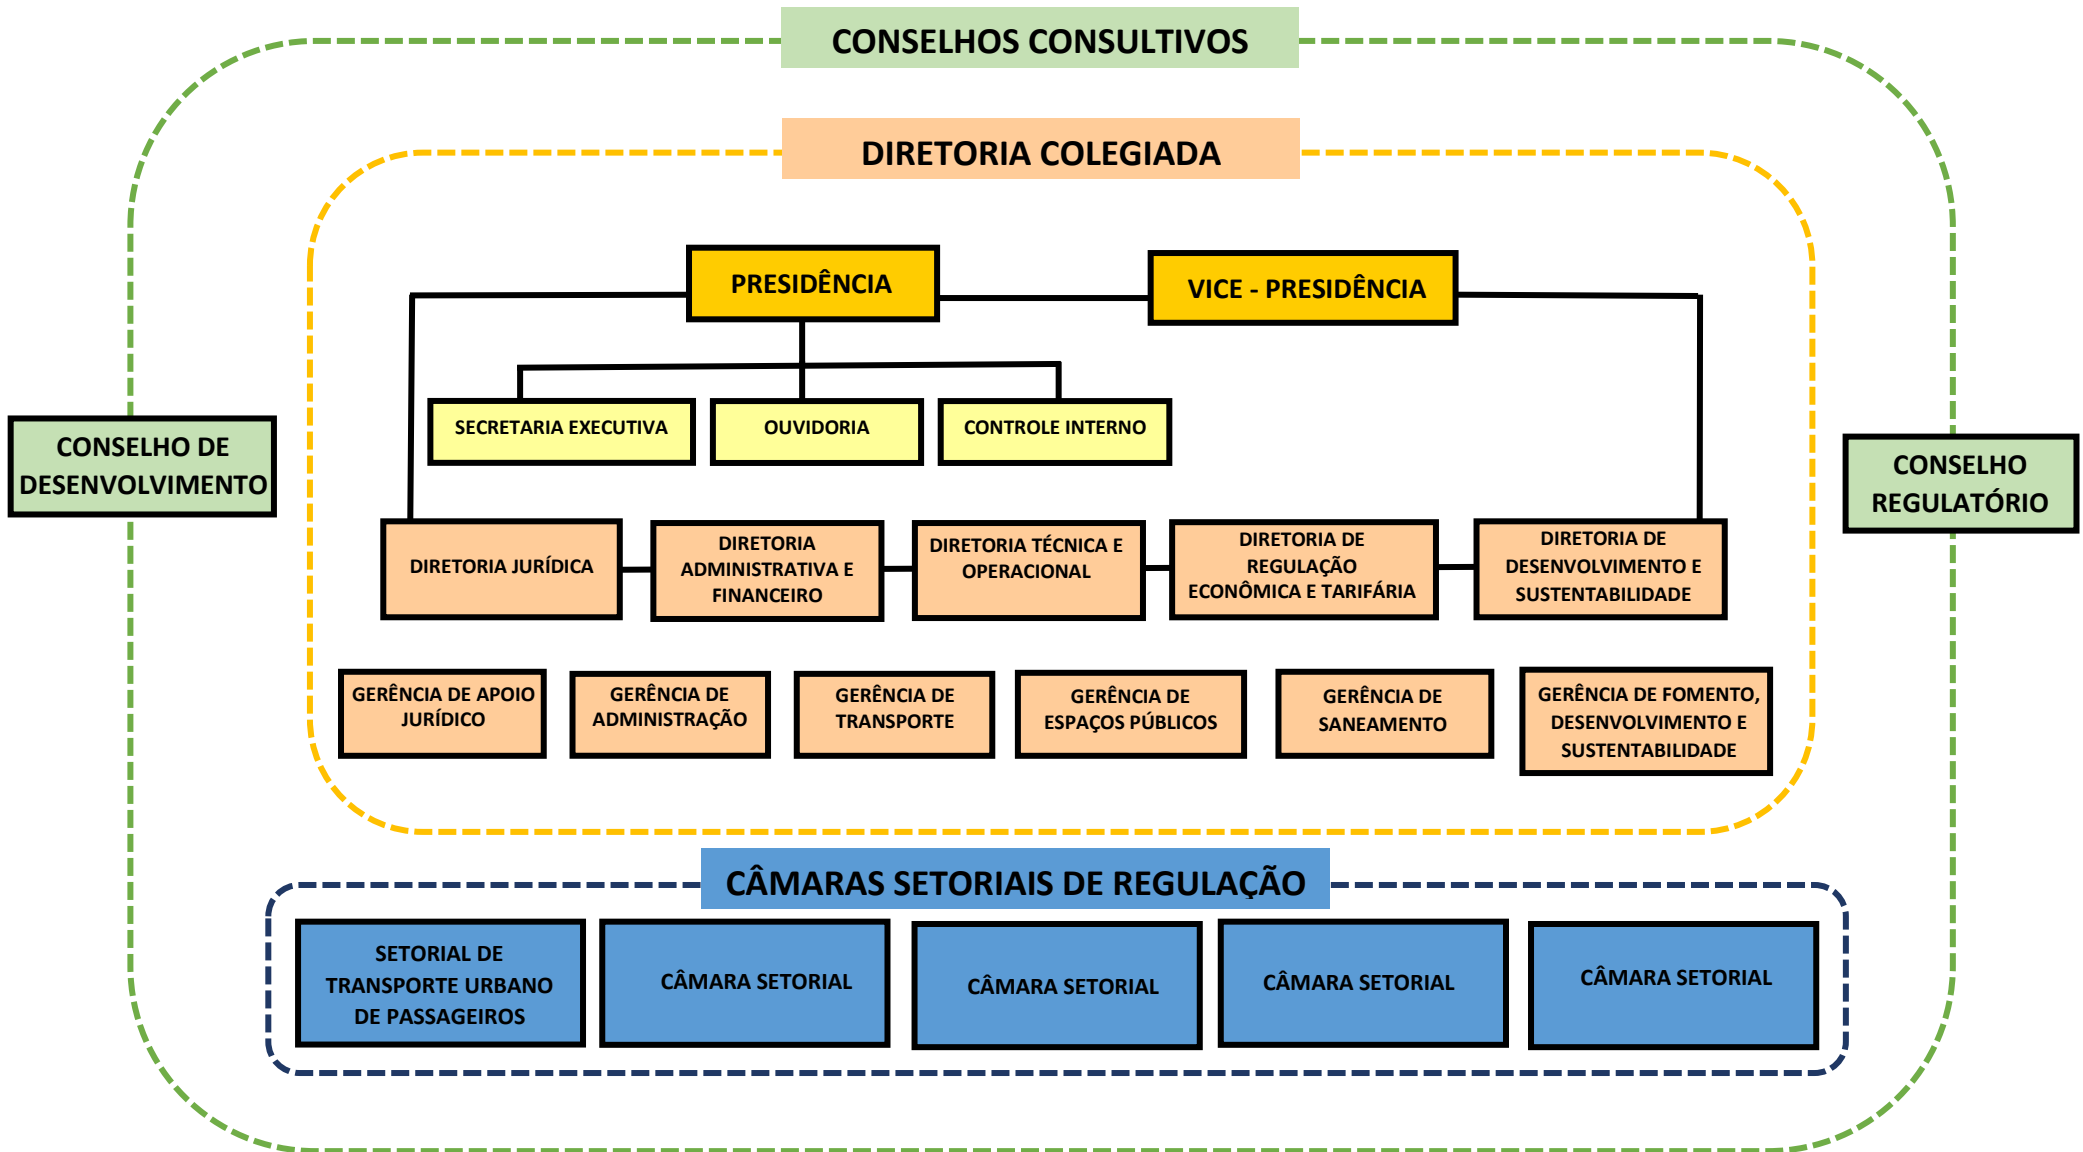 CONSELHOS CONSULTIVOS
DIRETORIA COLEGIADA
PRESIDÊNCIA
VICE - PRESIDÊNCIA
SECRETARIA EXECUTIVA
OUVIDORIA
CONTROLE INTERNO
CONSELHO DE
DESENVOLVIMENTO
CONSELHO
REGULATÓRIO
DIRETORIA JURÍDICA
DIRETORIA
ADMINISTRATIVA E
FINANCEIRO
DIRETORIA TÉCNICA E
OPERACIONAL
DIRETORIA DE
REGULAÇÃO
ECONÔMICA E TARIFÁRIA
DIRETORIA DE
DESENVOLVIMENTO E
SUSTENTABILIDADE
GERÊNCIA DE APOIO
JURÍDICO
GERÊNCIA DE
ADMINISTRAÇÃO
GERÊNCIA DE
TRANSPORTE
GERÊNCIA DE
ESPAÇOS PÚBLICOS
GERÊNCIA DE
SANEAMENTO
GERÊNCIA DE FOMENTO,
DESENVOLVIMENTO E
SUSTENTABILIDADE
CÂMARAS SETORIAIS DE REGULAÇÃO
SETORIAL DE
TRANSPORTE URBANO
DE PASSAGEIROS
CÂMARA SETORIAL
CÂMARA SETORIAL
CÂMARA SETORIAL
CÂMARA SETORIAL